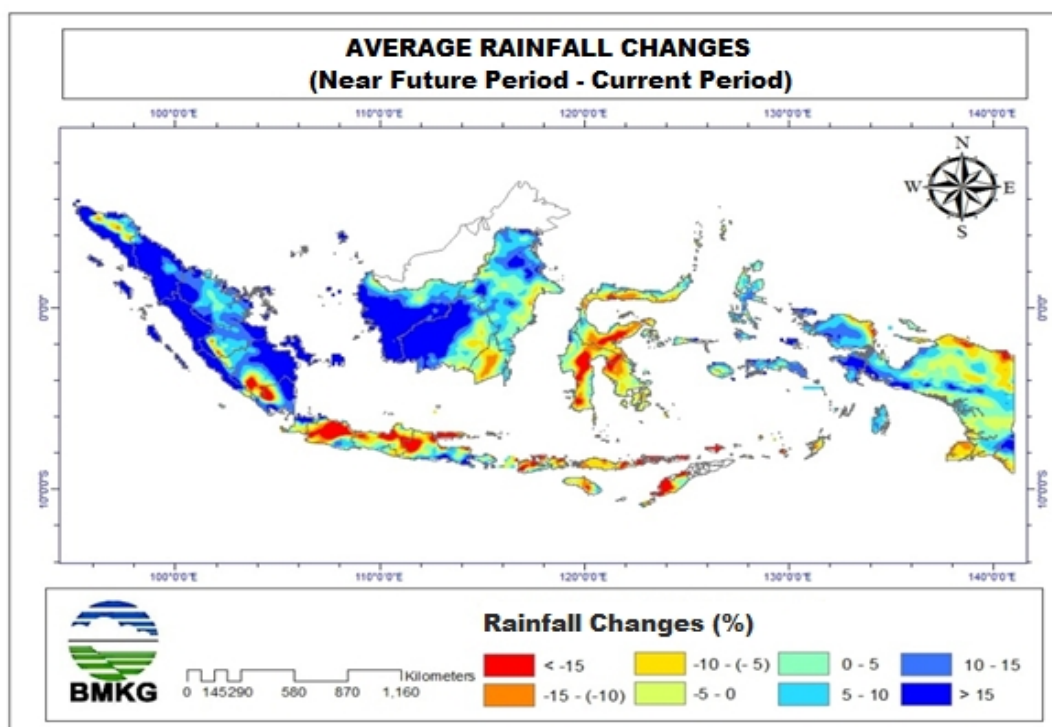 AVERAGE RAINFALL CHANGES
(Near Future Period - Current Period)
100°0'0"E 110°0'0"E 120°0'0"E 130°0'0"E 140°0'0"E
N
W E
S
0°0'0" 0°0'0"
10°0'0"S 10°0'0"S
100°0'0"E 110°0'0"E 120°0'0"E 130°0'0"E 140°0'0"E
BMKG
Kilometers
0 145 290 580 870 1,160
Rainfall Changes (%)
< -15 -10 - (- 5) 0 - 5 10 - 15
-15 - (-10) -5 - 0 5 - 10 > 15